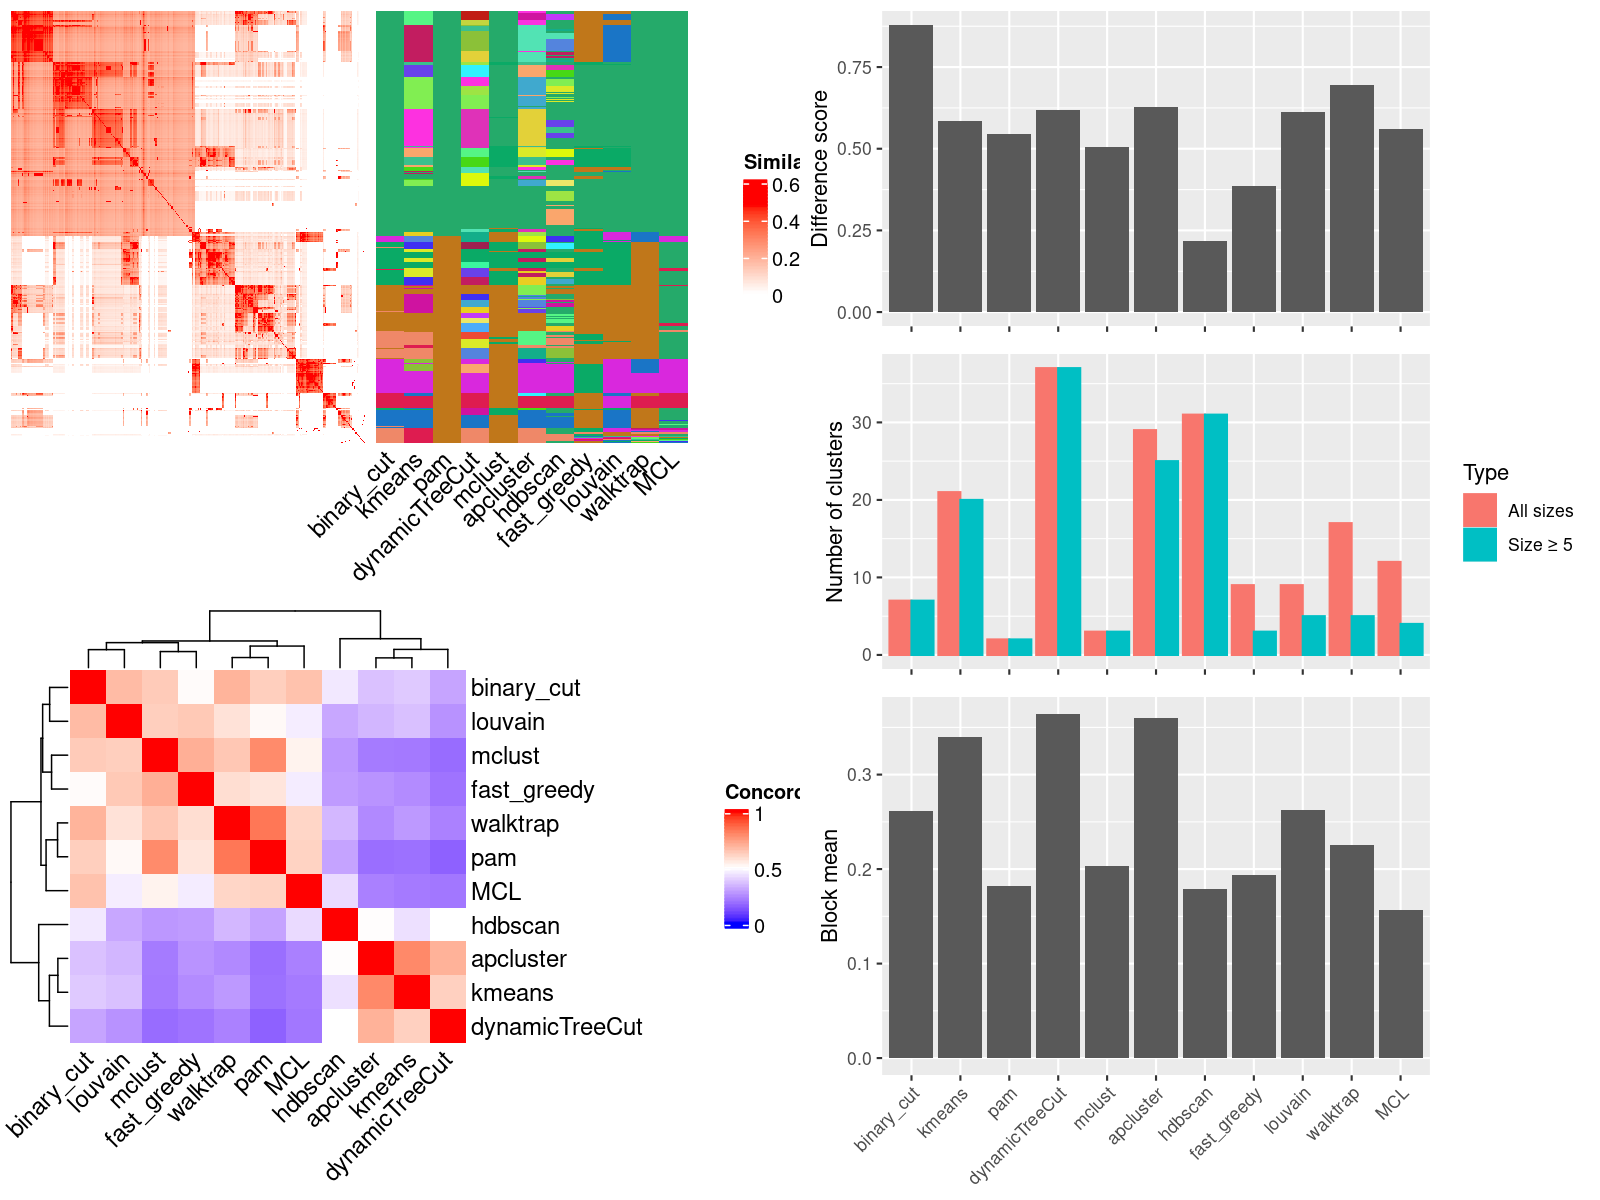 Simila
0.6
0.4
0.2
0
binary_cut
kmeans
pam
dynamicTreeCut
mclust
apcluster
hdbscan
fast_greedy
louvain
walktrap
MCL
Difference score
0.75
0.50
0.25
0.00
Number of clusters
30
20
10
0
Type
All sizes
Size ≥ 5
Block mean
0.3
0.2
0.1
0.0
binary_cut
kmeans
pam
dynamicTreeCut
mclust
apcluster
hdbscan
fast_greedy
louvain
walktrap
MCL
binary_cut
louvain
mclust
fast_greedy
walktrap
pam
MCL
hdbscan
apcluster
kmeans
dynamicTreeCut
binary_cut
louvain
mclust
fast_greedy
walktrap
pam
MCL
hdbscan
apcluster
kmeans
dynamicTreeCut
Concord
1
0.5
0